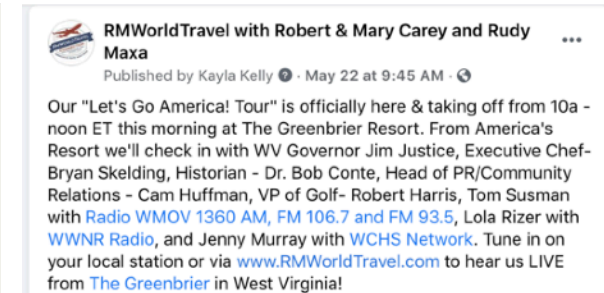 RMWorldTravel with Robert & Mary Carey and Rudy
Maxa
Published by Kayla Kelly · May 22 at 9:45 AM ·
Our "Let's Go America! Tour" is officially here & taking off from 10a -
noon ET this morning at The Greenbrier Resort. From America's
Resort we'll check in with WV Governor Jim Justice, Executive Chef-
Bryan Skelding, Historian - Dr. Bob Conte, Head of PR/Community
Relations - Cam Huffman, VP of Golf- Robert Harris, Tom Susman
with Radio WMOV 1360 AM, FM 106.7 and FM 93.5, Lola Rizer with
WWNR Radio, and Jenny Murray with WCHS Network. Tune in on
your local station or via www.RMWorldTravel.com to hear us LIVE
from The Greenbrier in West Virginia!